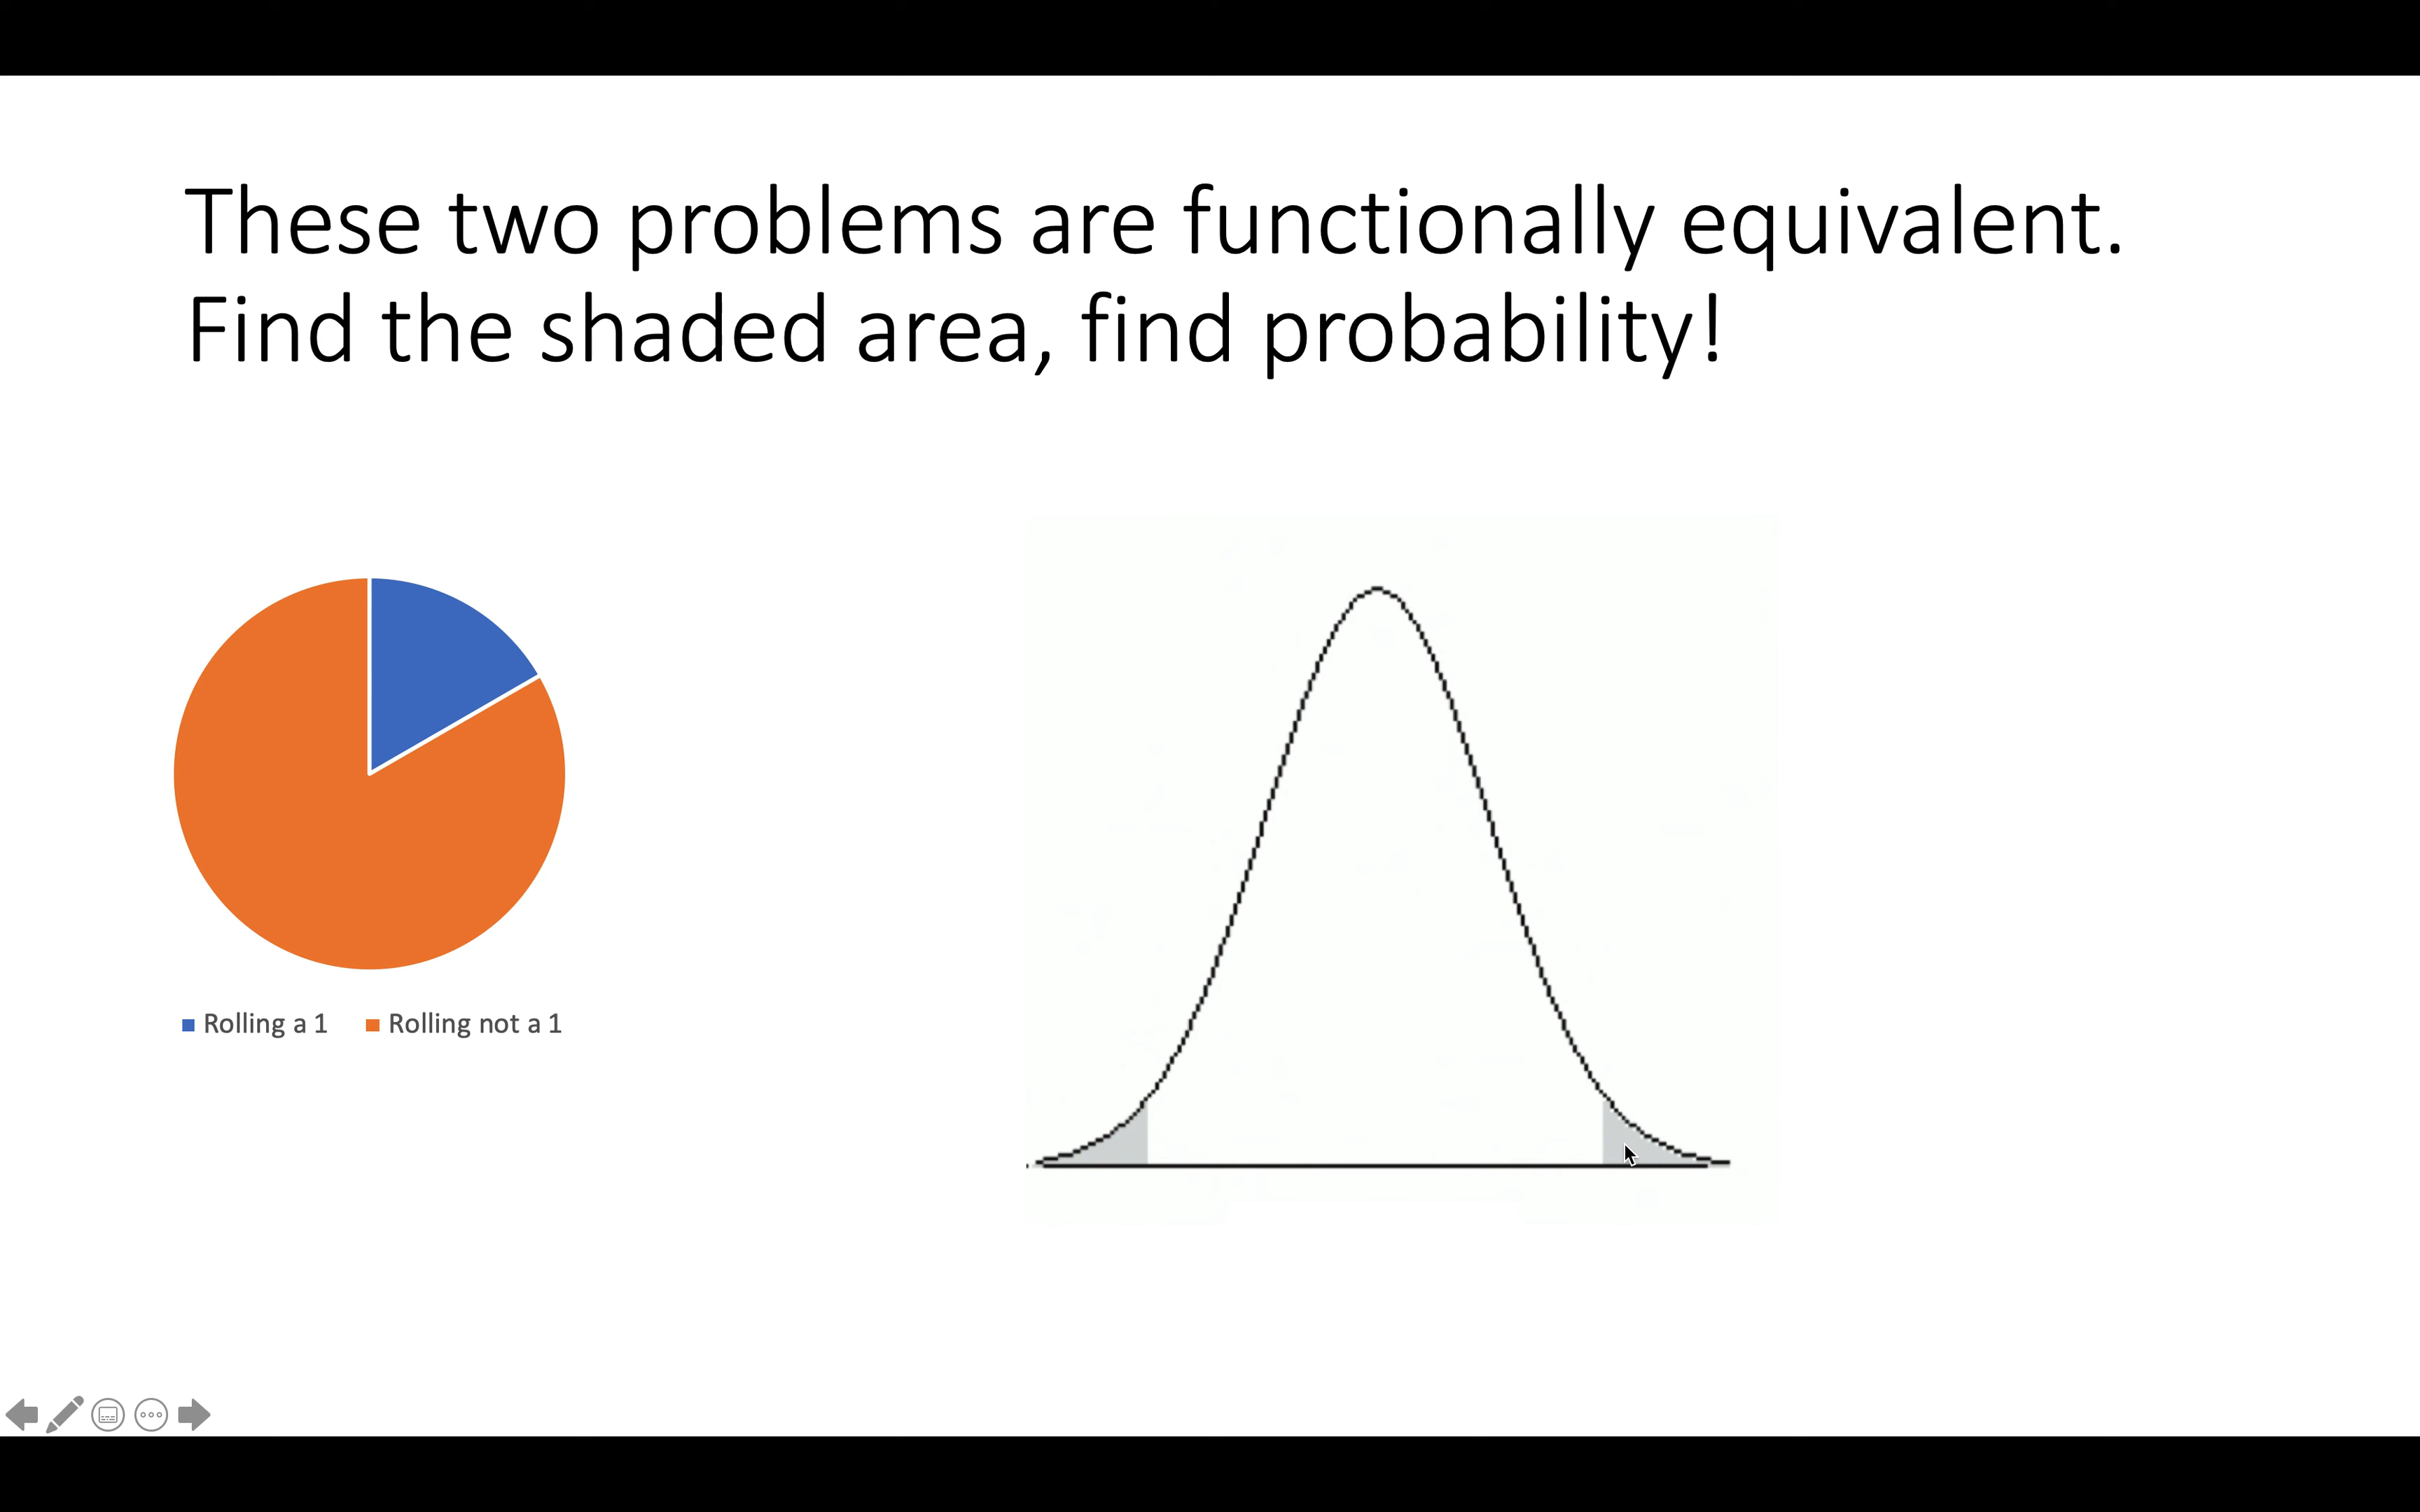 These two problems are functionally equivalent.
Find the shaded area, find probability!
Rolling a 1 Rolling not a 1